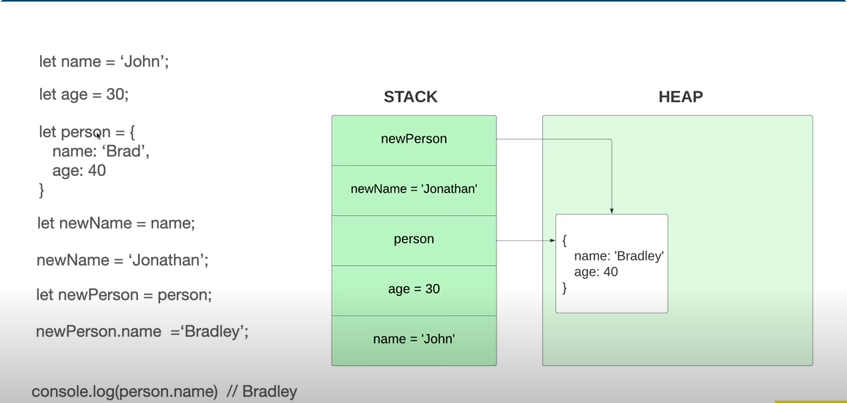 let name = ‘John’;
let age = 30;
let person = {
name: ‘Brad’,
age: 40
}
let newName = name;
newName = ‘Jonathan’;
let newPerson = person;
newPerson.name =‘Bradley’;
console.log(person.name) // Bradley
STACK
newPerson
newName = 'Jonathan'
person
age = 30
name = 'John'
HEAP
{
name: 'Bradley'
age: 40
}